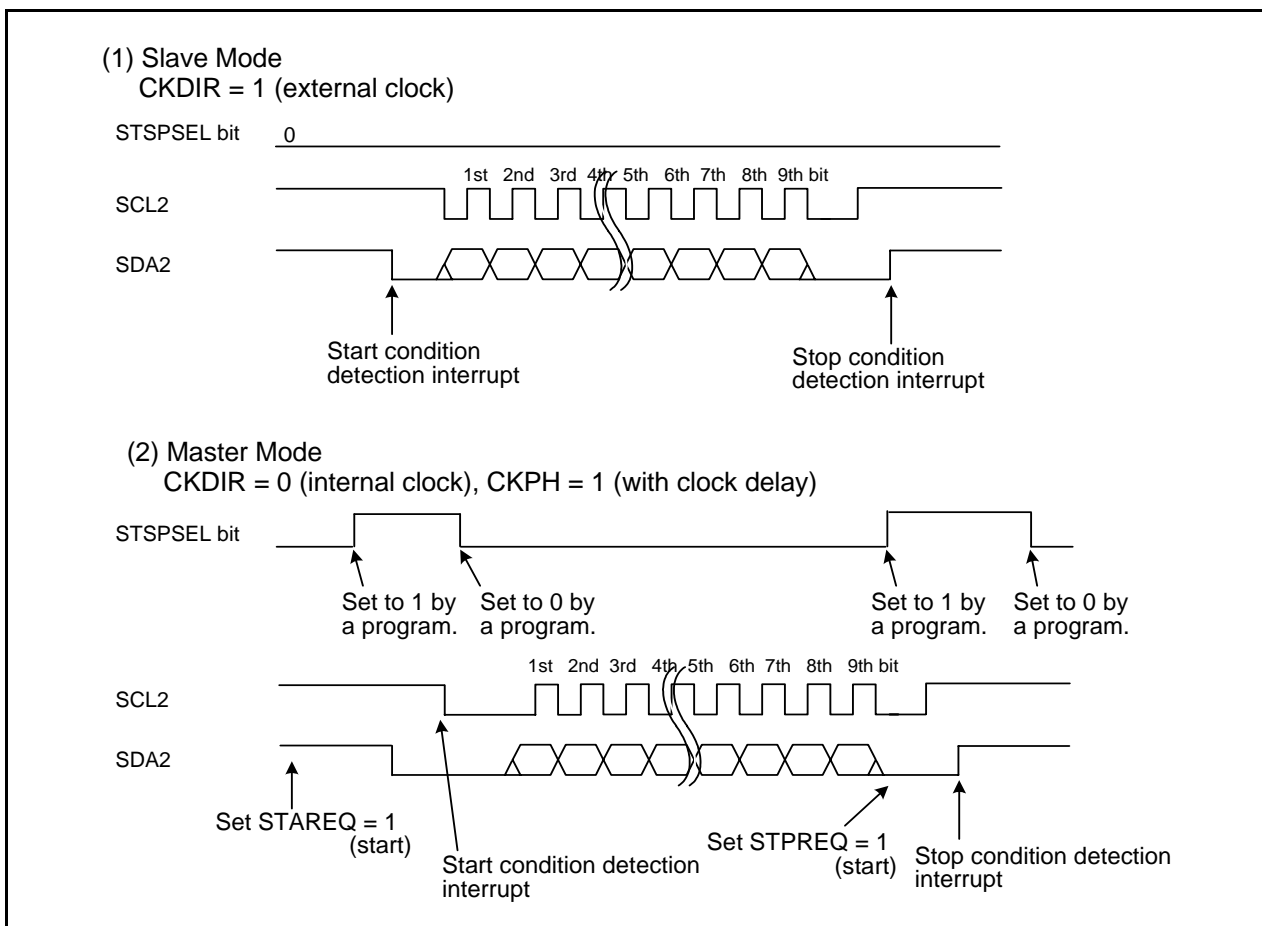 (1) Slave Mode
CKDIR = 1 (external clock)
STSPSEL bit
0
1st 2nd 3rd 4th 5th 6th 7th 8th 9th bit
SCL2
SDA2
Start condition
detection interrupt
Stop condition
detection interrupt
(2) Master Mode
CKDIR = 0 (internal clock), CKPH = 1 (with clock delay)
STSPSEL bit
Set to 1 by
a program.
Set to 0 by
a program.
Set to 1 by
a program.
Set to 0 by
a program.
1st 2nd 3rd 4th 5th 6th 7th 8th 9th bit
SCL2
SDA2
Set STAREQ = 1
(start)
Start condition detection
interrupt
Set STPREQ = 1
(start)
Stop condition detection
interrupt